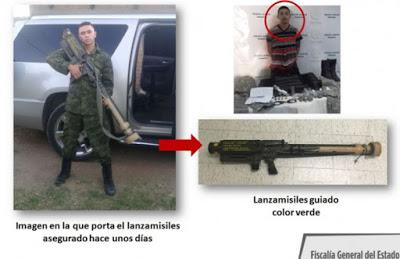 Imagen en la que porta el lanzamisiles
asegurado hace unos días
Lanzamisiles guiado
color verde
Fiscalía General del Estado